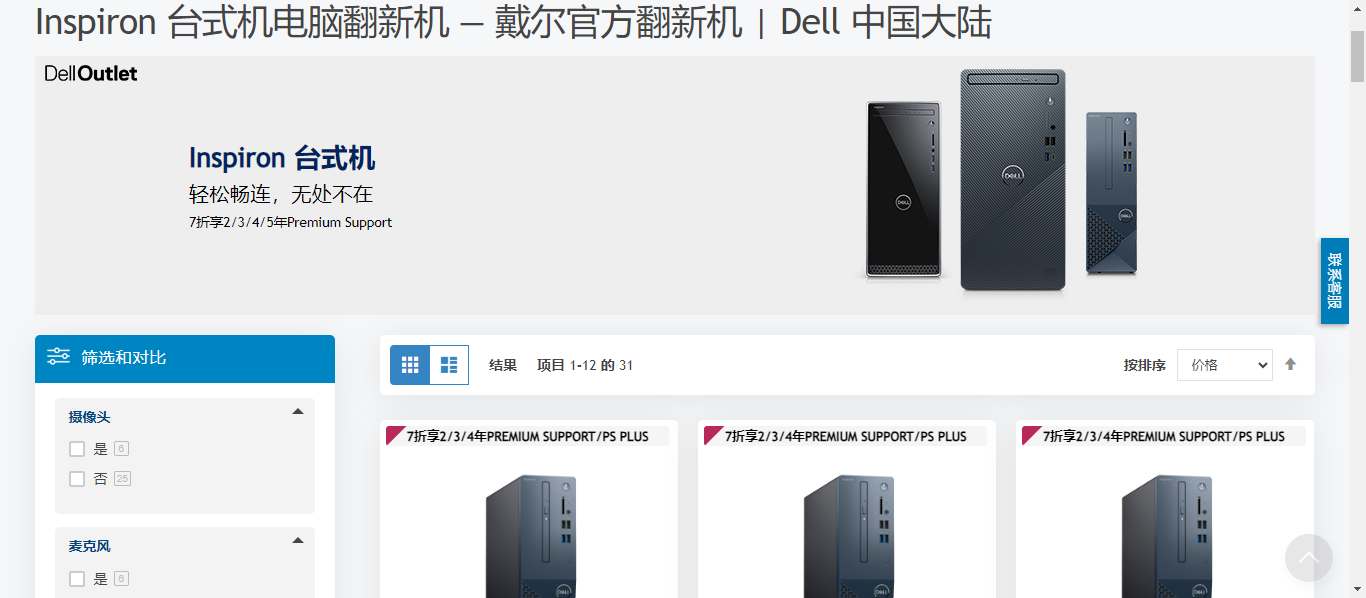 Inspiron 台式机电脑翻新机 — 戴尔官方翻新机 | Dell 中国大陆
DellOutlet
Inspiron 台式机
轻松畅连，无处不在
7折享2/3/4/5年Premium Support
联系客服
筛选和对比
结果 项目 1-12 的 31
按排序 价格
摄像头
是 6
否 25
麦克风
是 6
7折享2/3/4年PREMIUM SUPPORT/PS PLUS
7折享2/3/4年PREMIUM SUPPORT/PS PLUS
7折享2/3/4年PREMIUM SUPPORT/PS PLUS
DELL
DELL
DELL
DELL
DELL
DELL